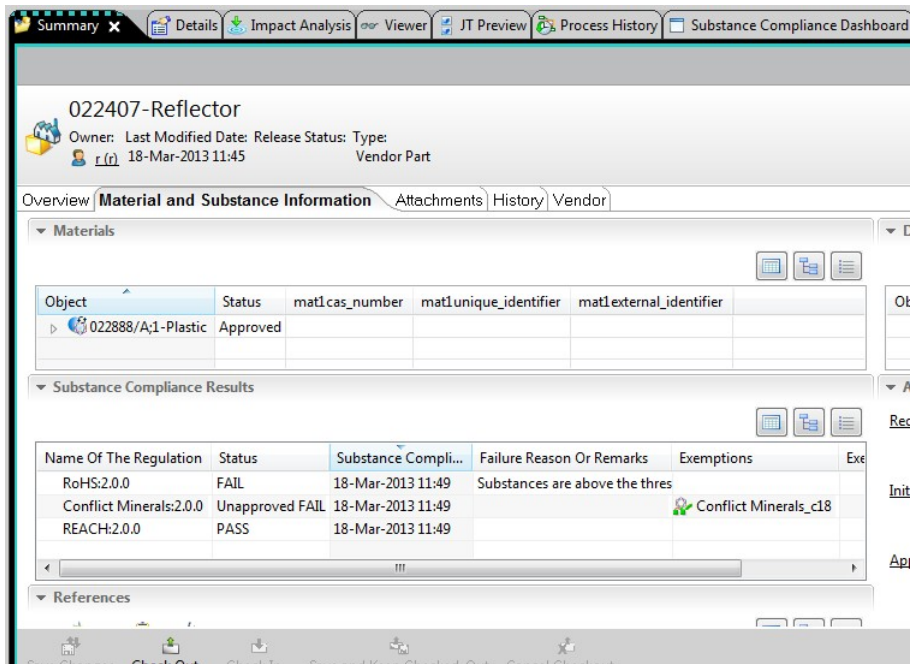 Summary Details Impact Analysis Viewer JT Preview Process History Substance Compliance Dashboard
022407-Reflector
Owner: Last Modified Date: Release Status: Type:
r (r) 18-Mar-2013 11:45 Vendor Part
Overview Material and Substance Information Attachments History Vendor
Materials
Object Status mat1cas_number mat1unique_identifier mat1external_identifier
022888/A;1-Plastic Approved
Substance Compliance Results
Name Of The Regulation Status Substance Compli... Failure Reason Or Remarks Exemptions Exe
RoHS:2.0.0 FAIL 18-Mar-2013 11:49 Substances are above the thres
Conflict Minerals:2.0.0 Unapproved FAIL 18-Mar-2013 11:49 Conflict Minerals_c18
REACH:2.0.0 PASS 18-Mar-2013 11:49
References
Check Out